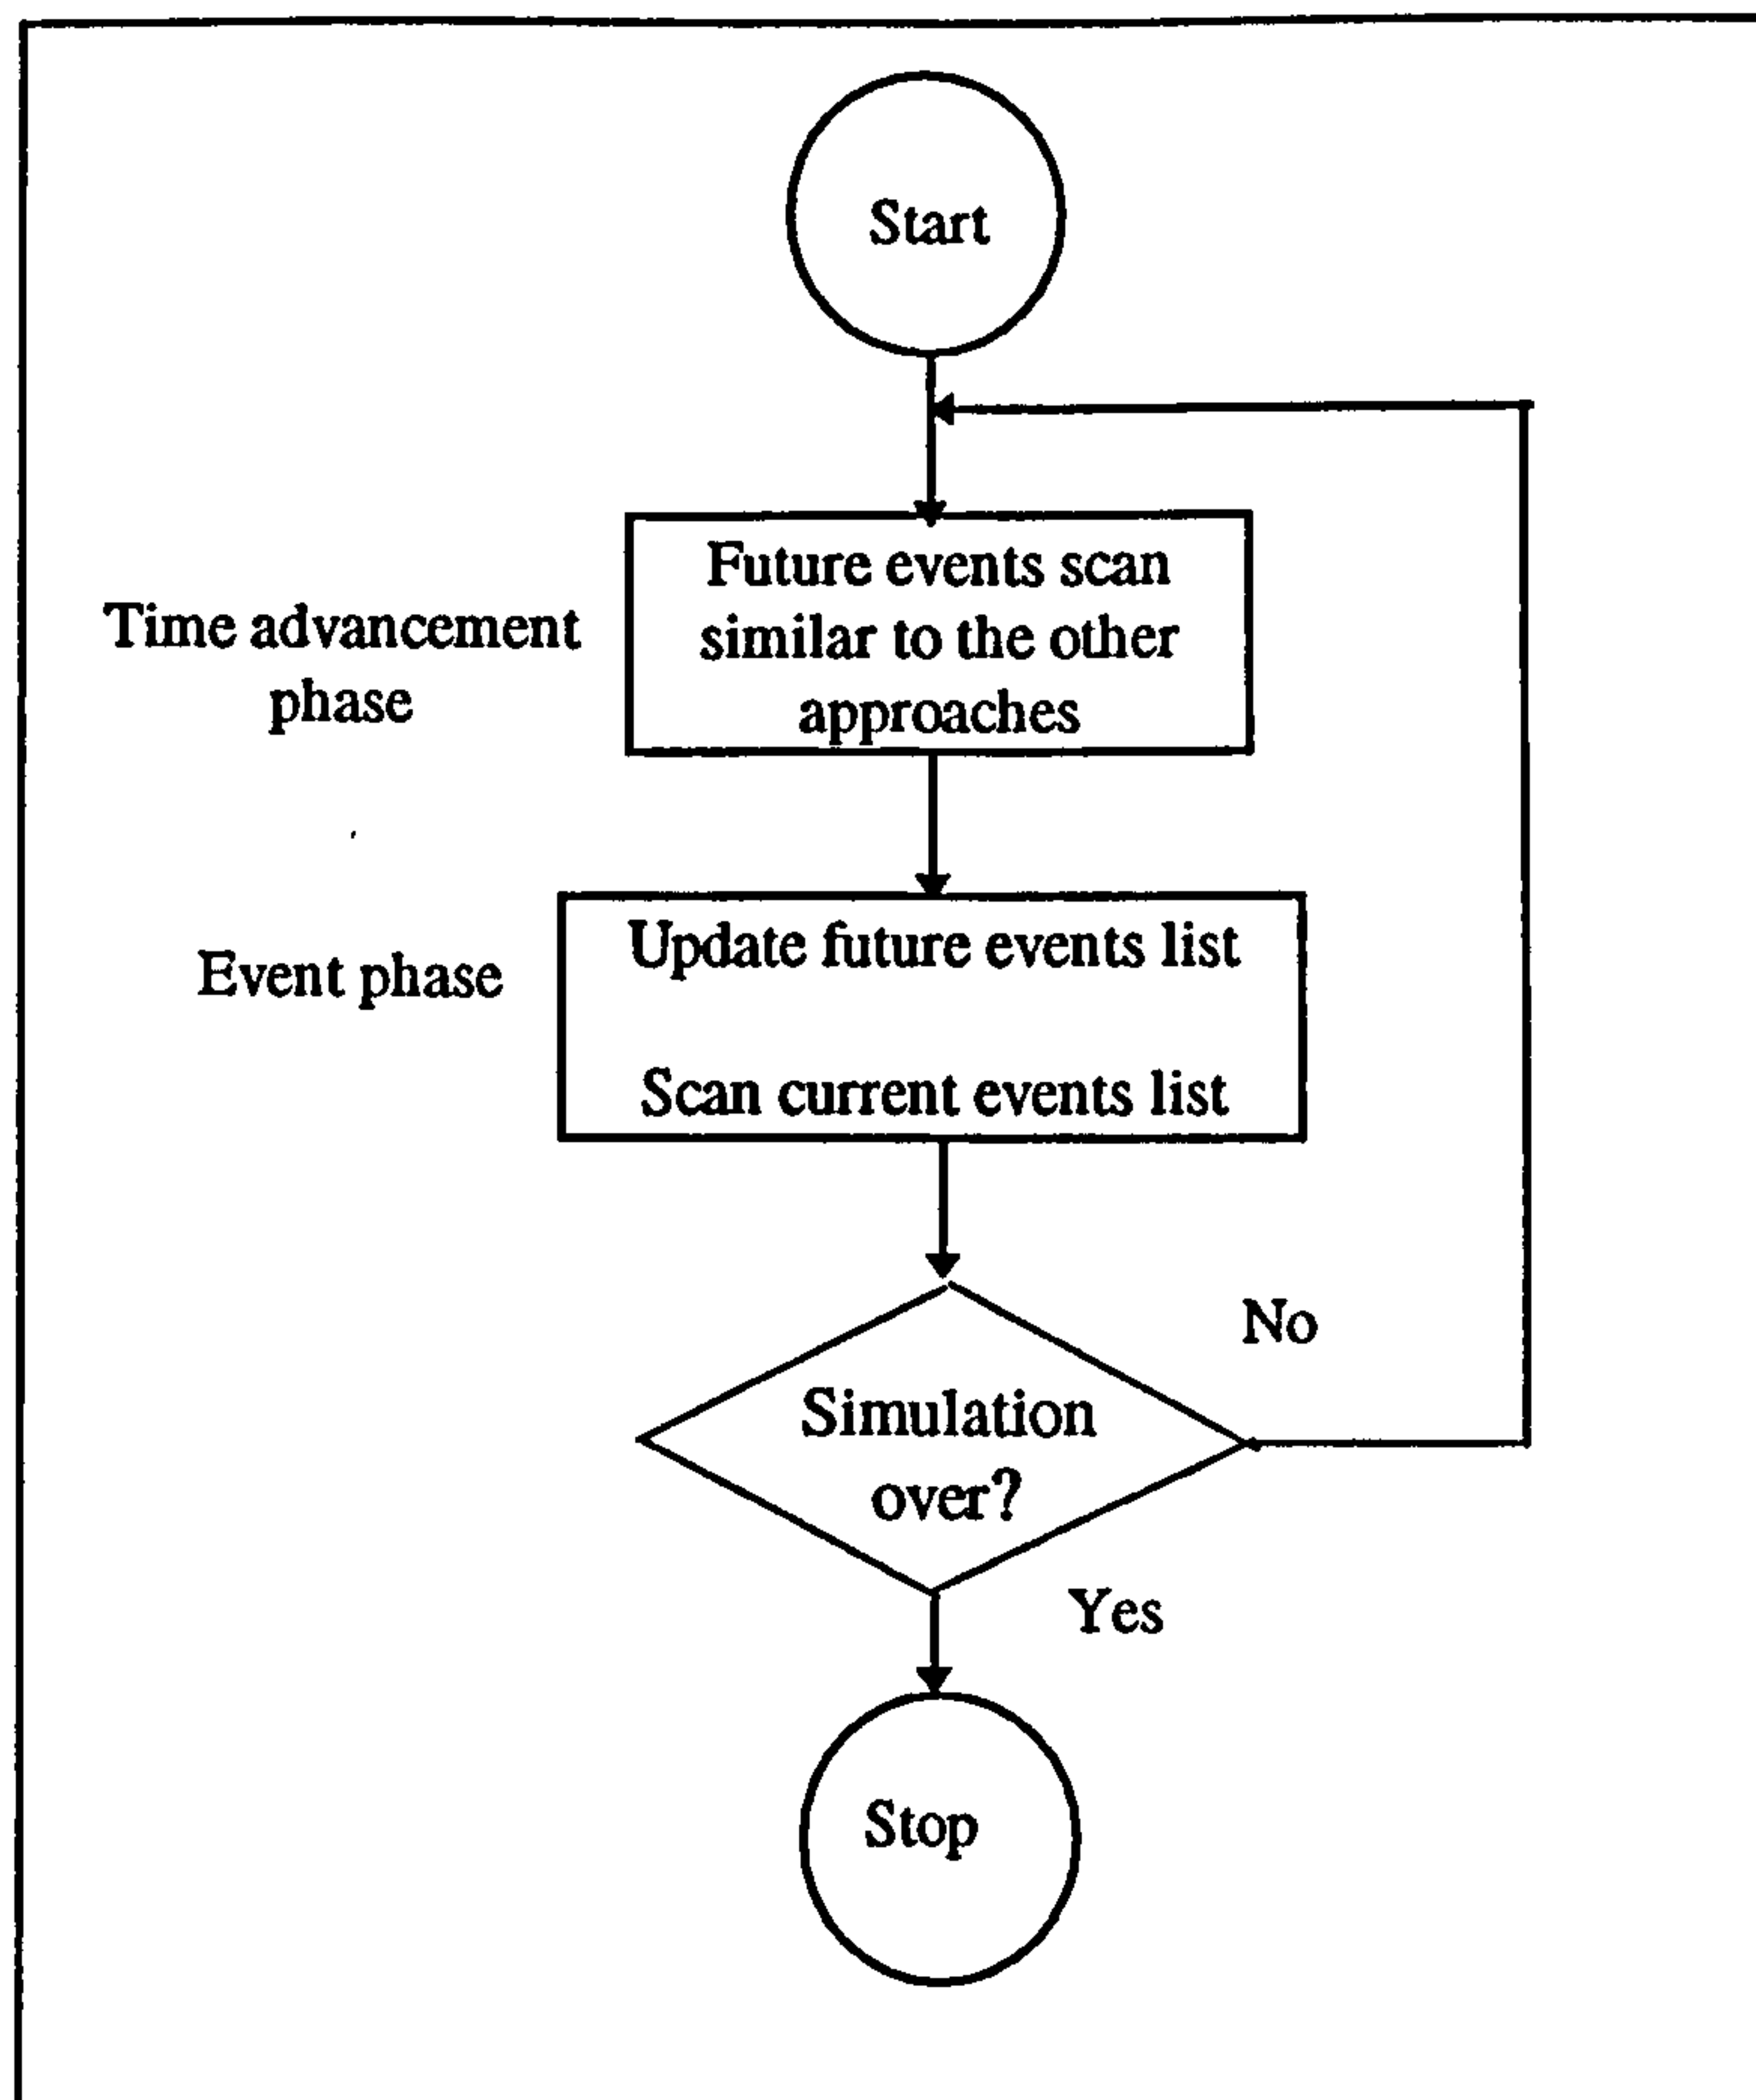 Start
Future events scan
similar to the other
approaches
Time advancement
phase
Update future events list
Event phase
Scan current events list
No
Simulation
over?
Yes
Stop